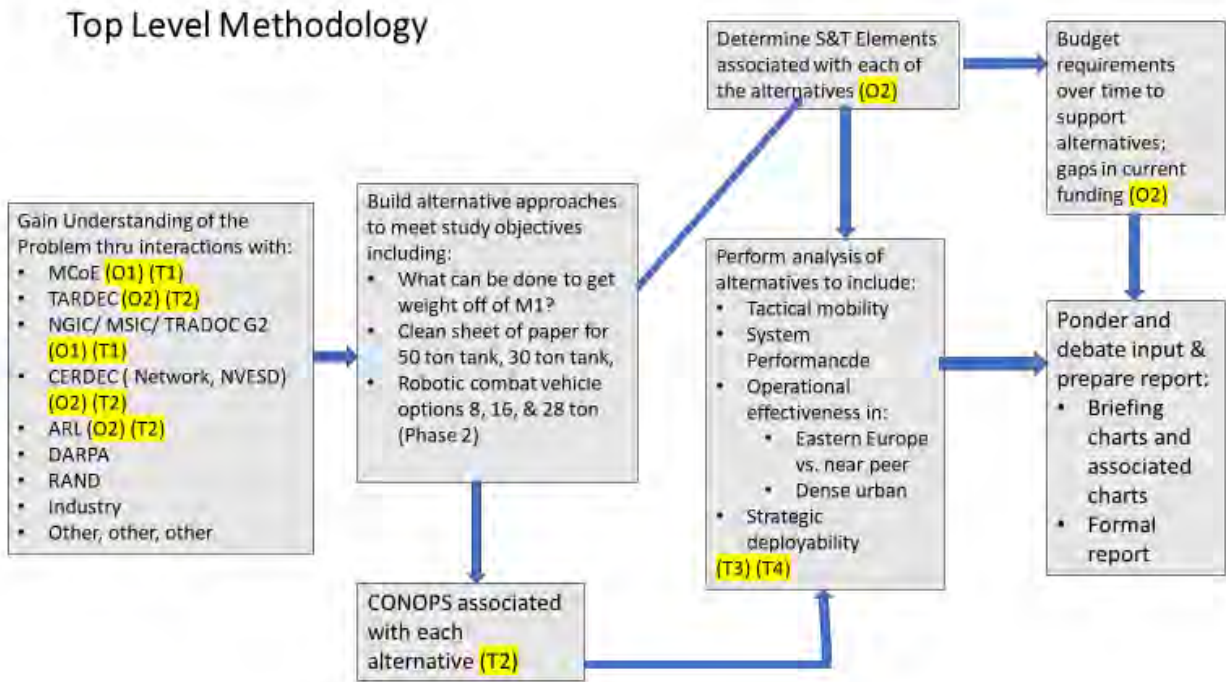 Top Level Methodology
Gain Understanding of the
Problem thru interactions with:
• MCoE (O1) (T1)
• TARDEC (O2) (T2)
• NGIC/ MSIC/ TRADOC G2
(O1) (T1)
• CERDEC ( Network, NVESD)
(O2) (T2)
• ARL (O2) (T2)
• DARPA
• RAND
• Industry
• Other, other, other
Build alternative approaches
to meet study objectives
including:
• What can be done to get
weight off of M1?
• Clean sheet of paper for
50 ton tank, 30 ton tank,
• Robotic combat vehicle
options 8, 16, & 28 ton
(Phase 2)
CONOPS associated
with each
alternative (T2)
Determine S&T Elements
associated with each of
the alternatives (O2)
Perform analysis of
alternatives to include:
• Tactical mobility
• System
Performancde
• Operational
effectiveness in:
• Eastern Europe
vs. near peer
• Dense urban
• Strategic
deployability
(T3) (T4)
Budget
requirements
over time to
support
alternatives;
gaps in current
funding (O2)
Ponder and
debate input &
prepare report:
• Briefing
charts and
associated
charts
• Formal
report